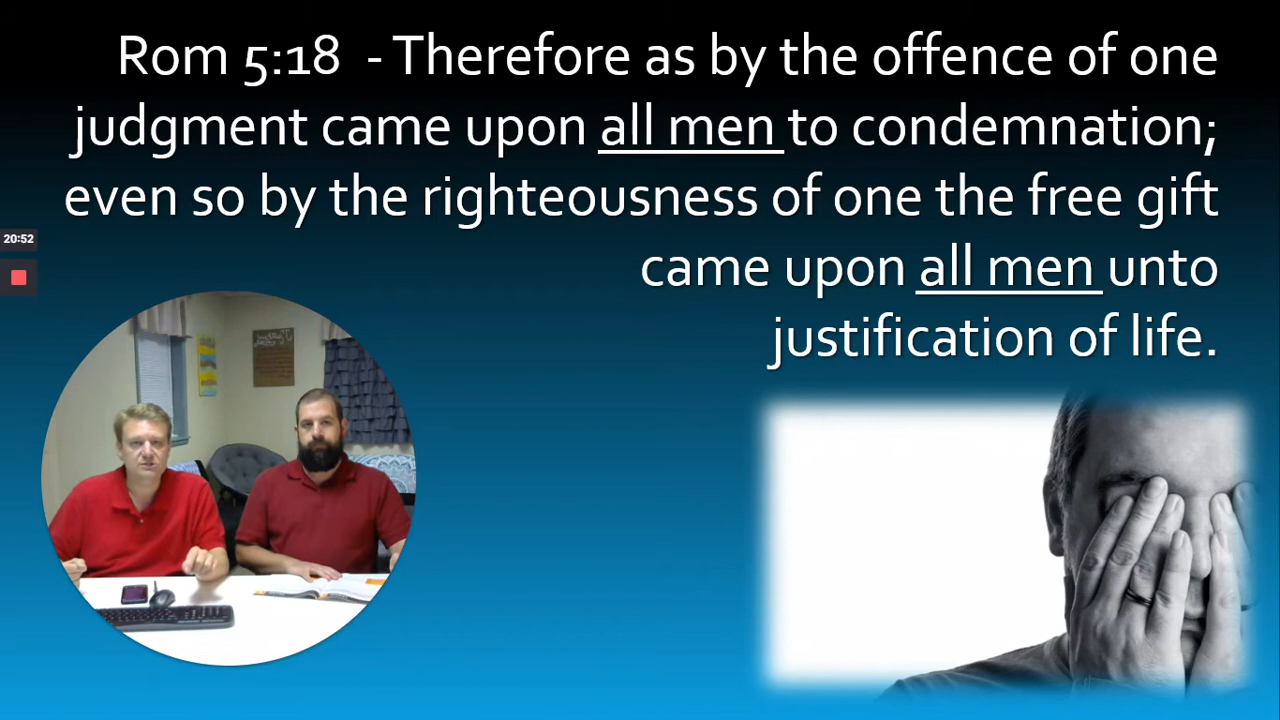 Rom 5:18 - Therefore as by the offence of one
judgment came upon all men to condemnation;
even so by the righteousness of one the free gift
came upon all men unto
justification of life.
20:52